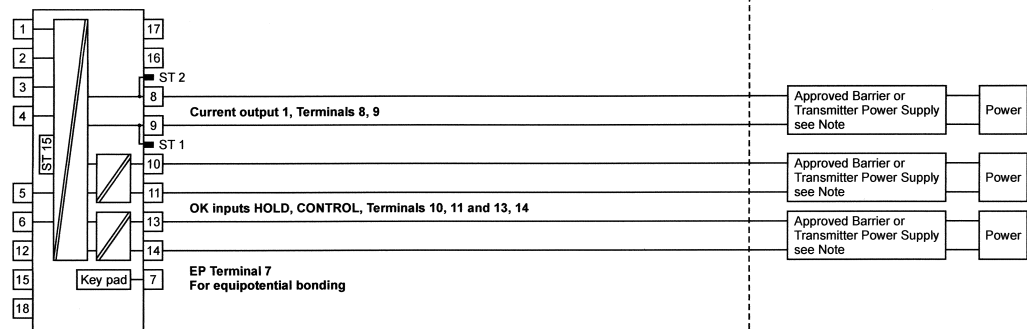 1
17
2
16
ST 2
3
8
Approved Barrier or
Transmitter Power Supply
see Note
Power
Current output 1, Terminals 8, 9
4
9
ST 1
ST 15
10
Approved Barrier or
Transmitter Power Supply
see Note
Power
5
11
OK inputs HOLD, CONTROL, Terminals 10, 11 and 13, 14
6
13
Approved Barrier or
Transmitter Power Supply
see Note
Power
12
14
15
Key pad
7
EP Terminal 7
For equipotential bonding
18